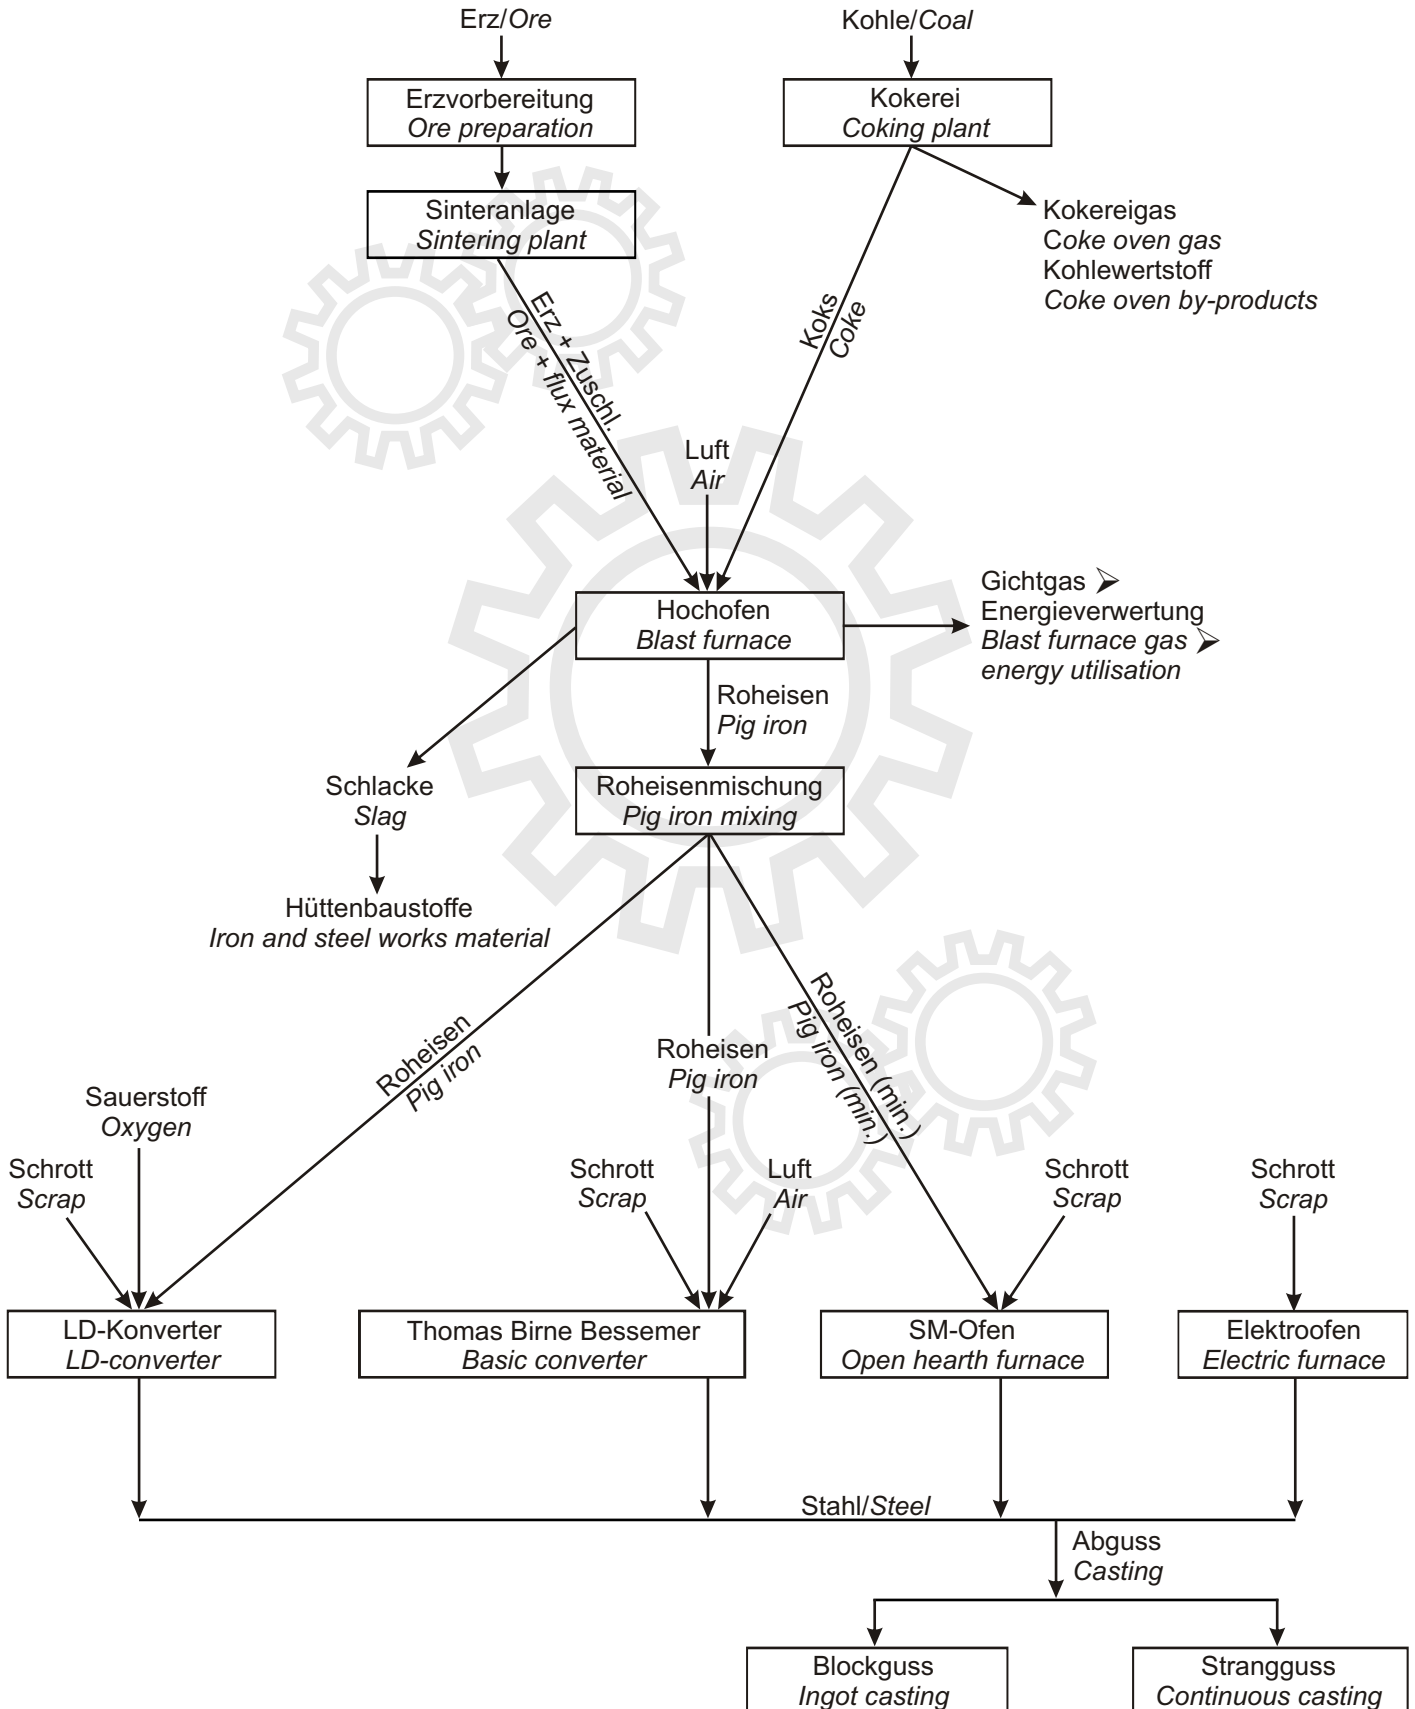 Erz/Ore
Kohle/Coal
Erzvorbereitung
Ore preparation
Kokerei
Coking plant
Sinteranlage
Sintering plant
Kokereigas
Coke oven gas
Kohlewertstoff
Coke oven by-products
Erz + Zuschl.
Ore + flux material
Koks
Coke
Luft
Air
Hochofen
Blast furnace
Gichtgas ➢
Energieverwertung
Blast furnace gas ➢
energy utilisation
Roheisen
Pig iron
Schlacke
Slag
Roheisenmischung
Pig iron mixing
Hüttenbaustoffe
Iron and steel works material
Roheisen
Pig iron
Roheisen
Pig iron
Roheisen (min.)
Pig iron (min.)
Sauerstoff
Oxygen
Schrott
Scrap
Schrott
Scrap
Luft
Air
Schrott
Scrap
Schrott
Scrap
LD-Konverter
LD-converter
Thomas Birne Bessemer
Basic converter
SM-Ofen
Open hearth furnace
Elektroofen
Electric furnace
Stahl/Steel
Abguss
Casting
Blockguss
Ingot casting
Strangguss
Continuous casting